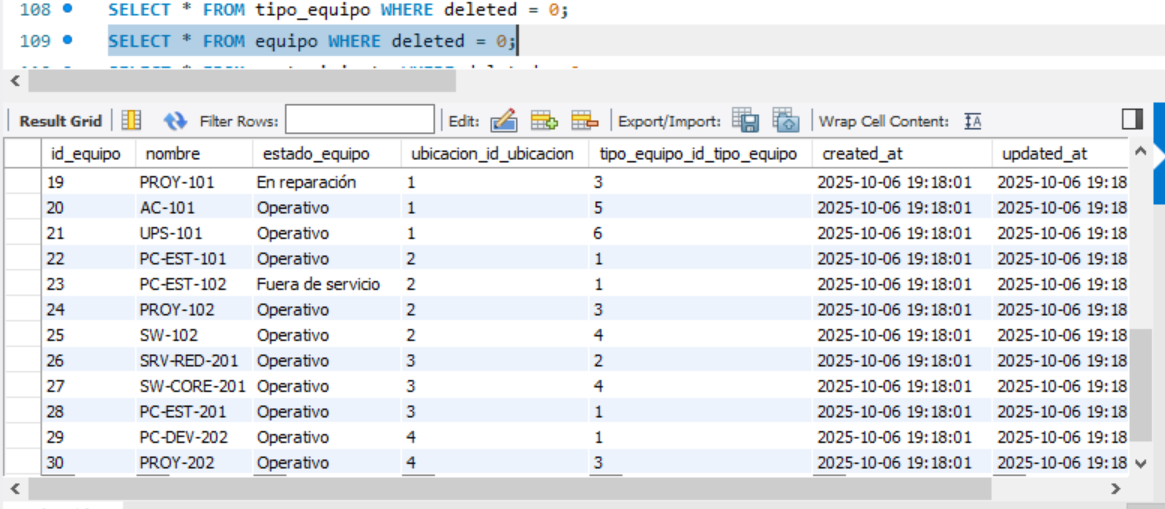 108 SELECT * FROM tipo_equipo WHERE deleted = 0;
109 SELECT * FROM equipo WHERE deleted = 0;
Result Grid Filter Rows: Edit: Export/Import: Wrap Cell Content: IA
id_equipo nombre estado_equipo ubicacion_id_ubicacion tipo_equipo_id_tipo_equipo created_at updated_at
19 PROY-101 En reparación 1 3 2025-10-06 19:18:01 2025-10-06 19:18
20 AC-101 Operativo 1 5 2025-10-06 19:18:01 2025-10-06 19:18
21 UPS-101 Operativo 1 6 2025-10-06 19:18:01 2025-10-06 19:18
22 PC-EST-101 Operativo 2 1 2025-10-06 19:18:01 2025-10-06 19:18
23 PC-EST-102 Fuera de servicio 2 1 2025-10-06 19:18:01 2025-10-06 19:18
24 PROY-102 Operativo 2 3 2025-10-06 19:18:01 2025-10-06 19:18
25 SW-102 Operativo 2 4 2025-10-06 19:18:01 2025-10-06 19:18
26 SRV-RED-201 Operativo 3 2 2025-10-06 19:18:01 2025-10-06 19:18
27 SW-CORE-201 Operativo 3 4 2025-10-06 19:18:01 2025-10-06 19:18
28 PC-EST-201 Operativo 3 1 2025-10-06 19:18:01 2025-10-06 19:18
29 PC-DEV-202 Operativo 4 1 2025-10-06 19:18:01 2025-10-06 19:18
30 PROY-202 Operativo 4 3 2025-10-06 19:18:01 2025-10-06 19:18